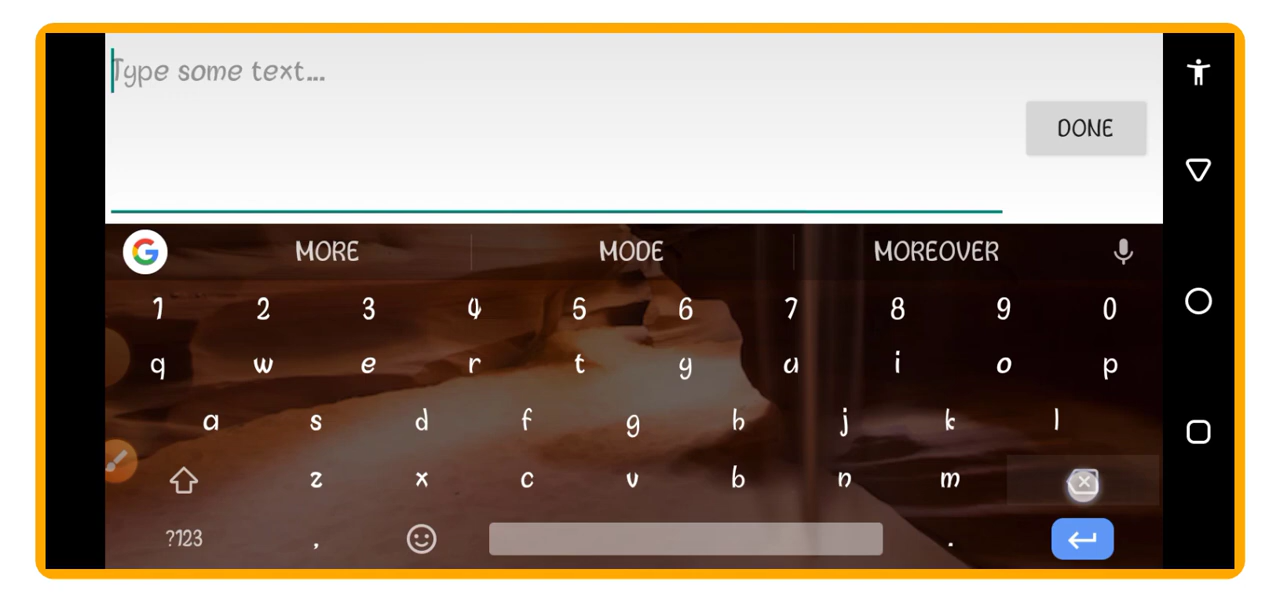 Type some text...
DONE
MORE MODE MOREOVER
1 2 3 4 5 6 7 8 9 0
q w e r t y u i o p
a s d f g h j k l
z x c v b n m
?123 , .